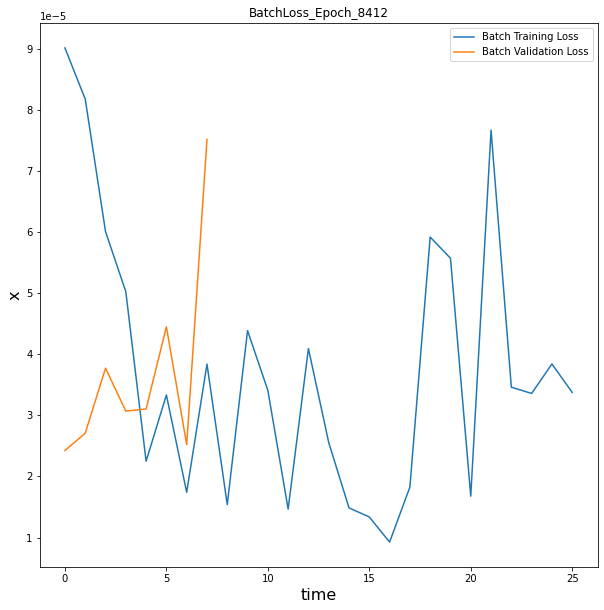 BatchLoss_Epoch_8412
1e−5
Batch Training Loss
Batch Validation Loss
9
8
7
6
5
4
3
2
1
x
0 5 10 15 20 25
time